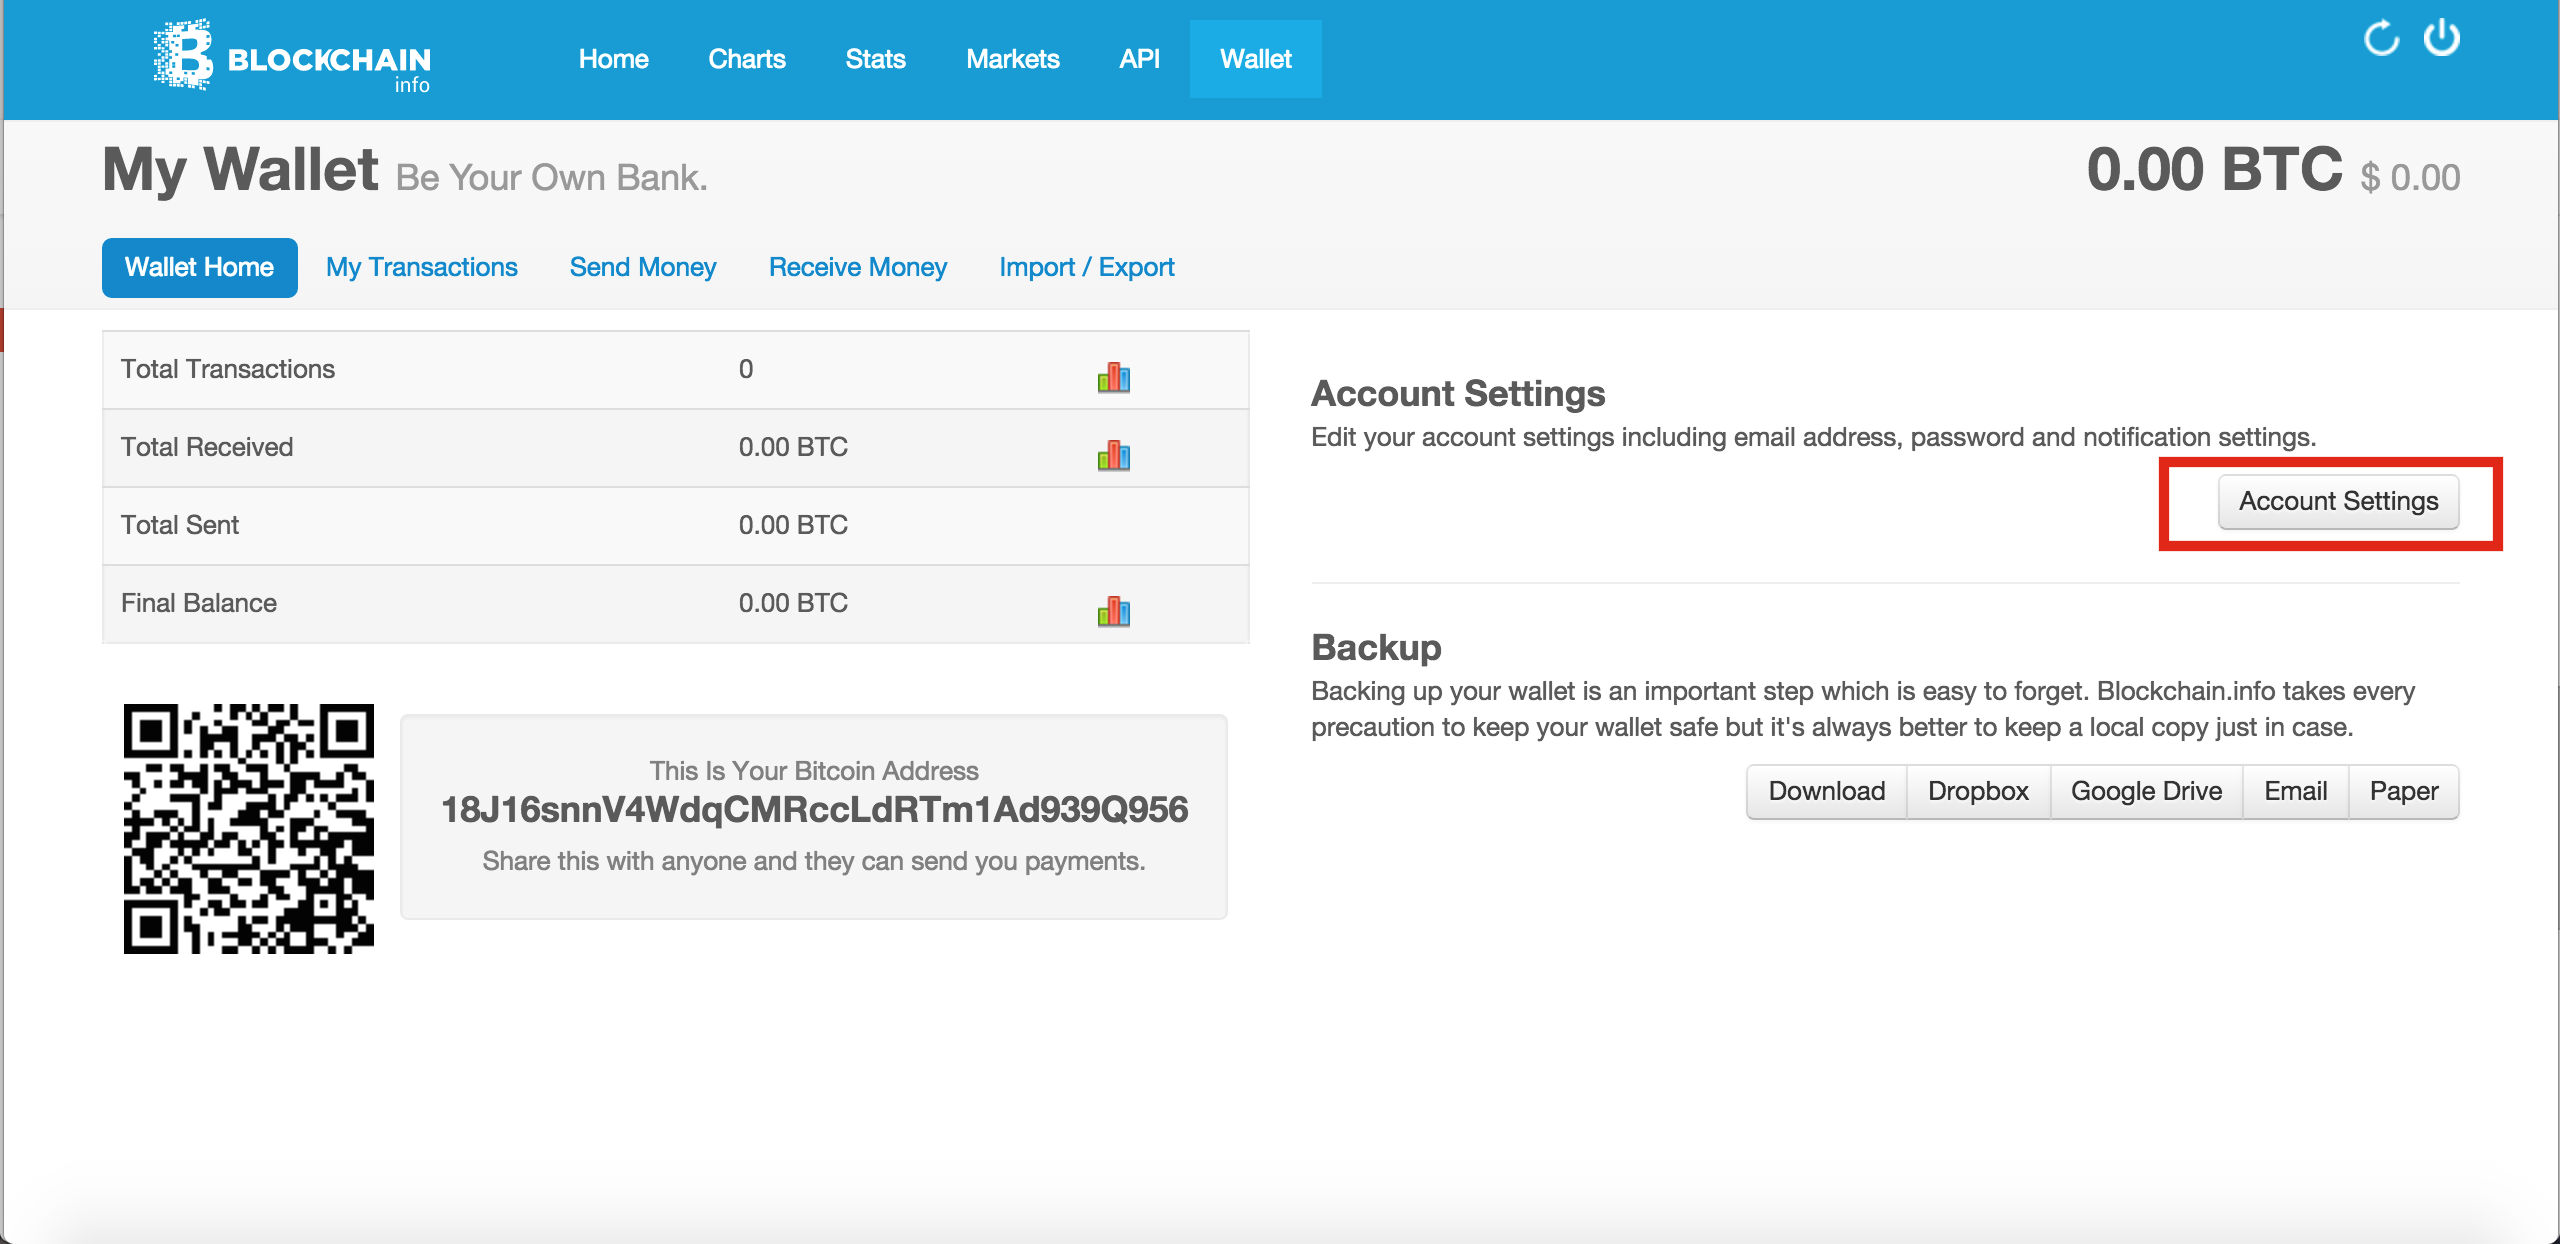 BLOCKCHAIN
info
Home Charts Stats Markets API Wallet
My Wallet Be Your Own Bank.
0.00 BTC $ 0.00
Wallet Home My Transactions Send Money Receive Money Import / Export
Total Transactions 0
Total Received 0.00 BTC
Total Sent 0.00 BTC
Final Balance 0.00 BTC
This Is Your Bitcoin Address
18J16snnV4WdqCMRccLdRTm1Ad939Q956
Share this with anyone and they can send you payments.
Account Settings
Edit your account settings including email address, password and notification settings.
Account Settings
Backup
Backing up your wallet is an important step which is easy to forget. Blockchain.info takes every
precaution to keep your wallet safe but it's always better to keep a local copy just in case.
Download Dropbox Google Drive Email Paper